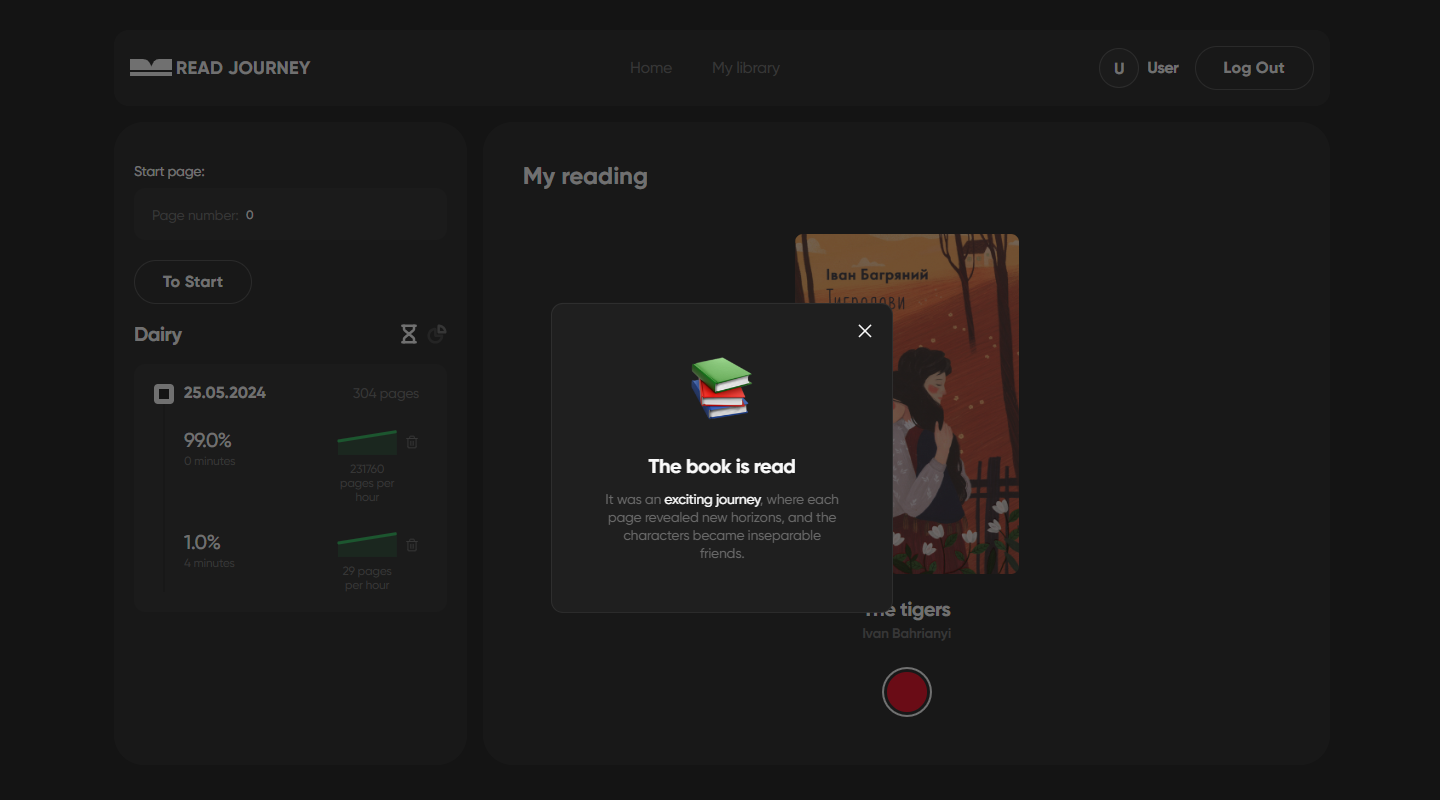 READ JOURNEY
Home
My library
U
User
Log Out
Start page:
Page number: 0
To Start
Dairy
25.05.2024
304 pages
99.0%
0 minutes
231760
pages per
hour
1.0%
4 minutes
29 pages
per hour
My reading
Іван Багряний
Тигролови
The book is read
It was an exciting journey, where each
page revealed new horizons, and the
characters became inseparable
friends.
The tigers
Ivan Bahrianyi